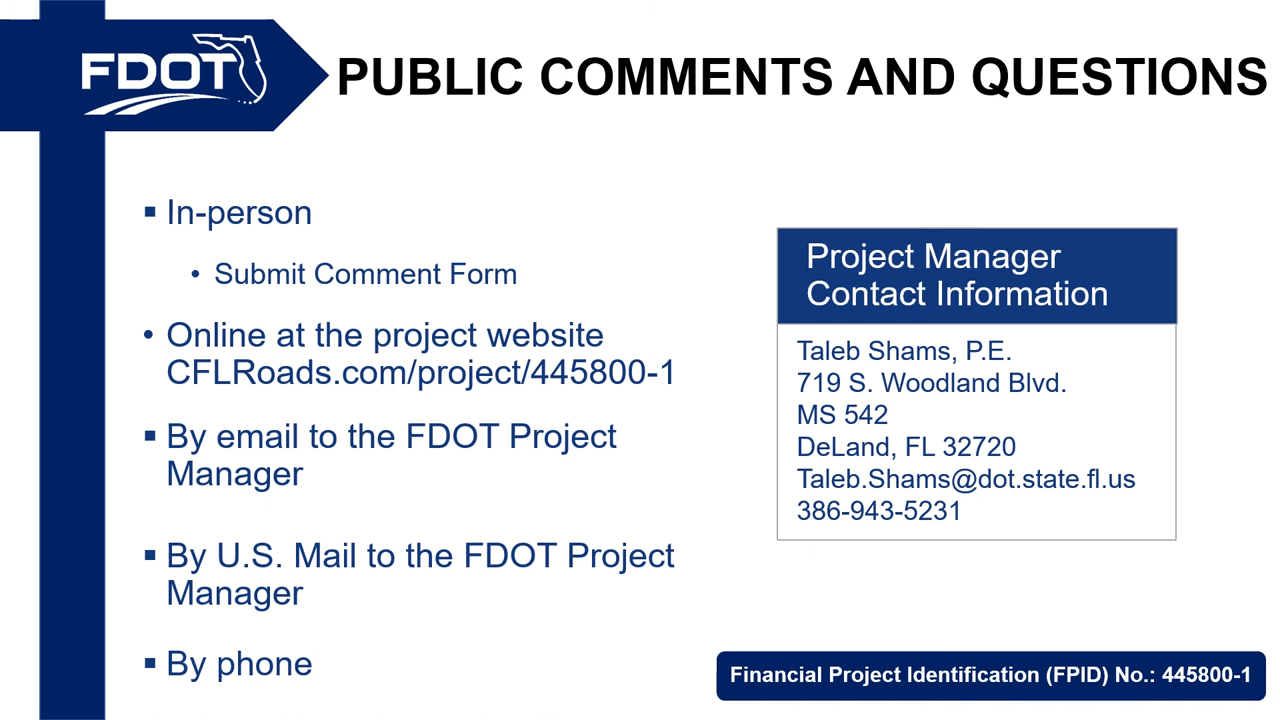 FDOT
PUBLIC COMMENTS AND QUESTIONS
▪ In-person
• Submit Comment Form
• Online at the project website
CFLRoads.com/project/445800-1
▪ By email to the FDOT Project
Manager
▪ By U.S. Mail to the FDOT Project
Manager
▪ By phone
Project Manager
Contact Information
Taleb Shams, P.E.
719 S. Woodland Blvd.
MS 542
DeLand, FL 32720
Taleb.Shams@dot.state.fl.us
386-943-5231
Financial Project Identification (FPID) No.: 445800-1